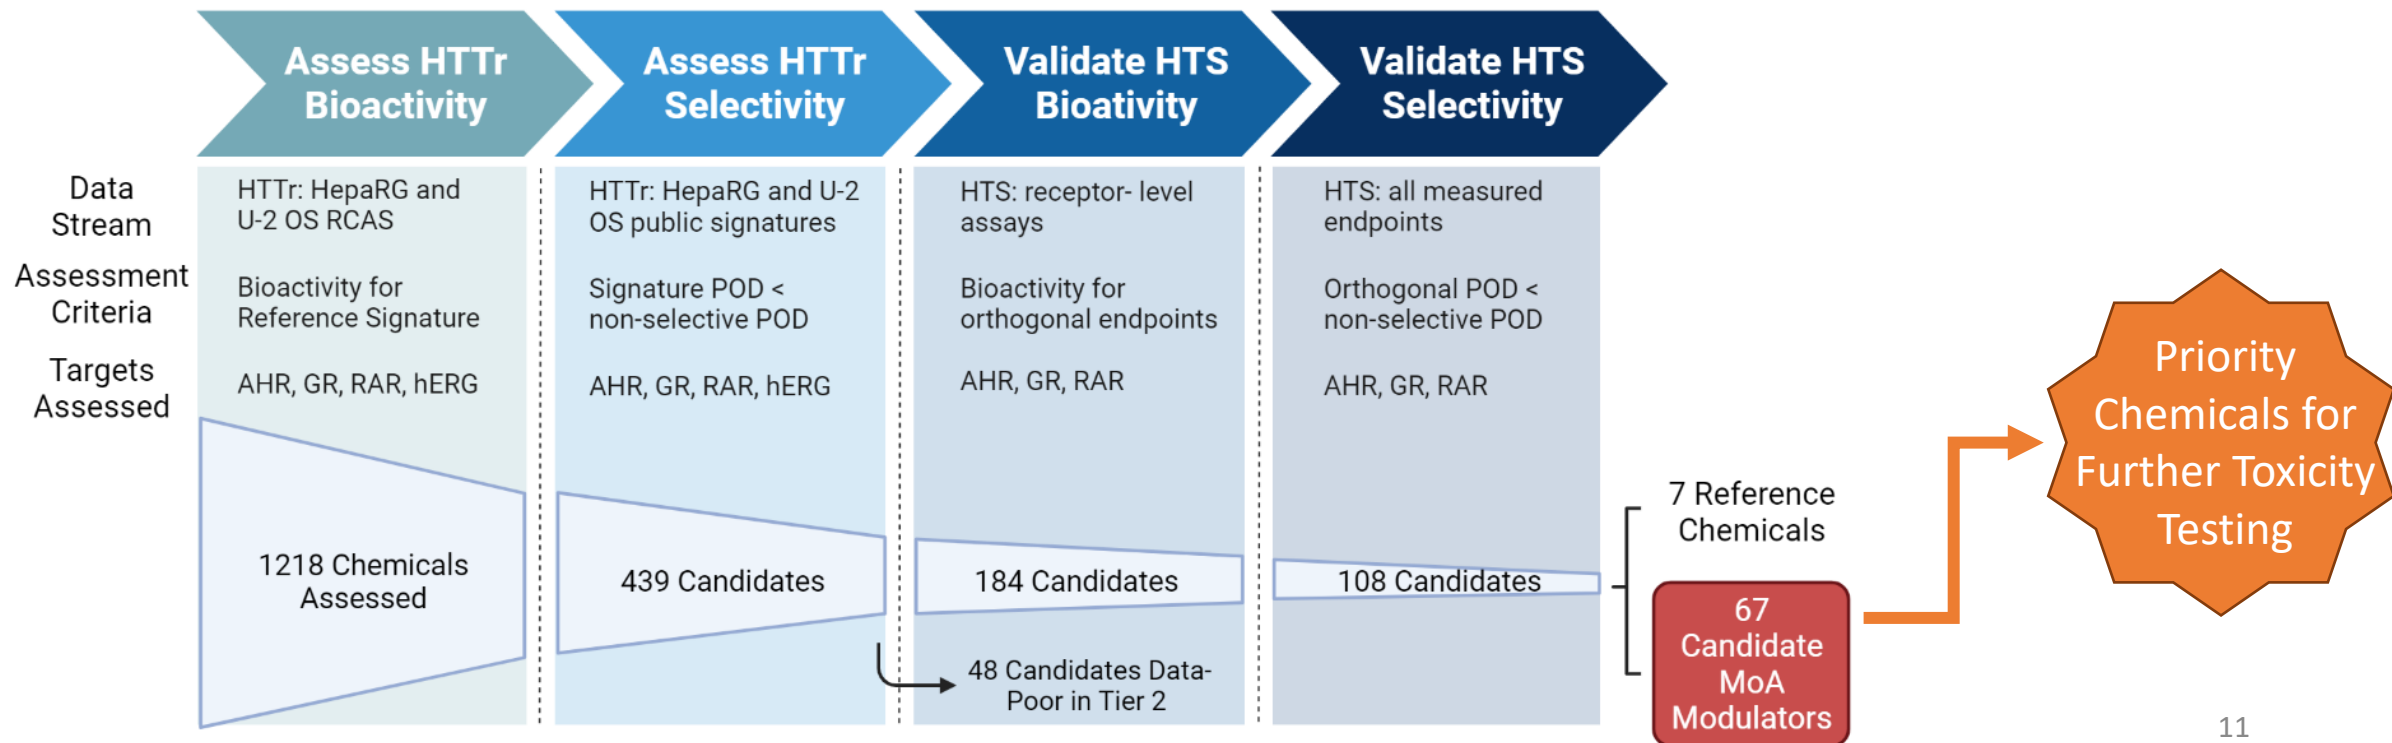 Assess HTTr
Bioactivity
Assess HTTr
Selectivity
Validate HTS
Bioativity
Validate HTS
Selectivity
Data
Stream
HTTr: HepaRG and
U-2 OS RCAS
HTTr: HepaRG and U-2
OS public signatures
HTS: receptor- level
assays
HTS: all measured
endpoints
Assessment
Criteria
Bioactivity for
Reference Signature
Signature POD <
non-selective POD
Bioactivity for
orthogonal endpoints
Orthogonal POD <
non-selective POD
Targets
Assessed
AHR, GR, RAR, hERG
AHR, GR, RAR, hERG
AHR, GR, RAR
AHR, GR, RAR
1218 Chemicals
Assessed
439 Candidates
184 Candidates
108 Candidates
48 Candidates Data-
Poor in Tier 2
7 Reference
Chemicals
67
Candidate
MoA
Modulators
Priority
Chemicals for
Further Toxicity
Testing
11